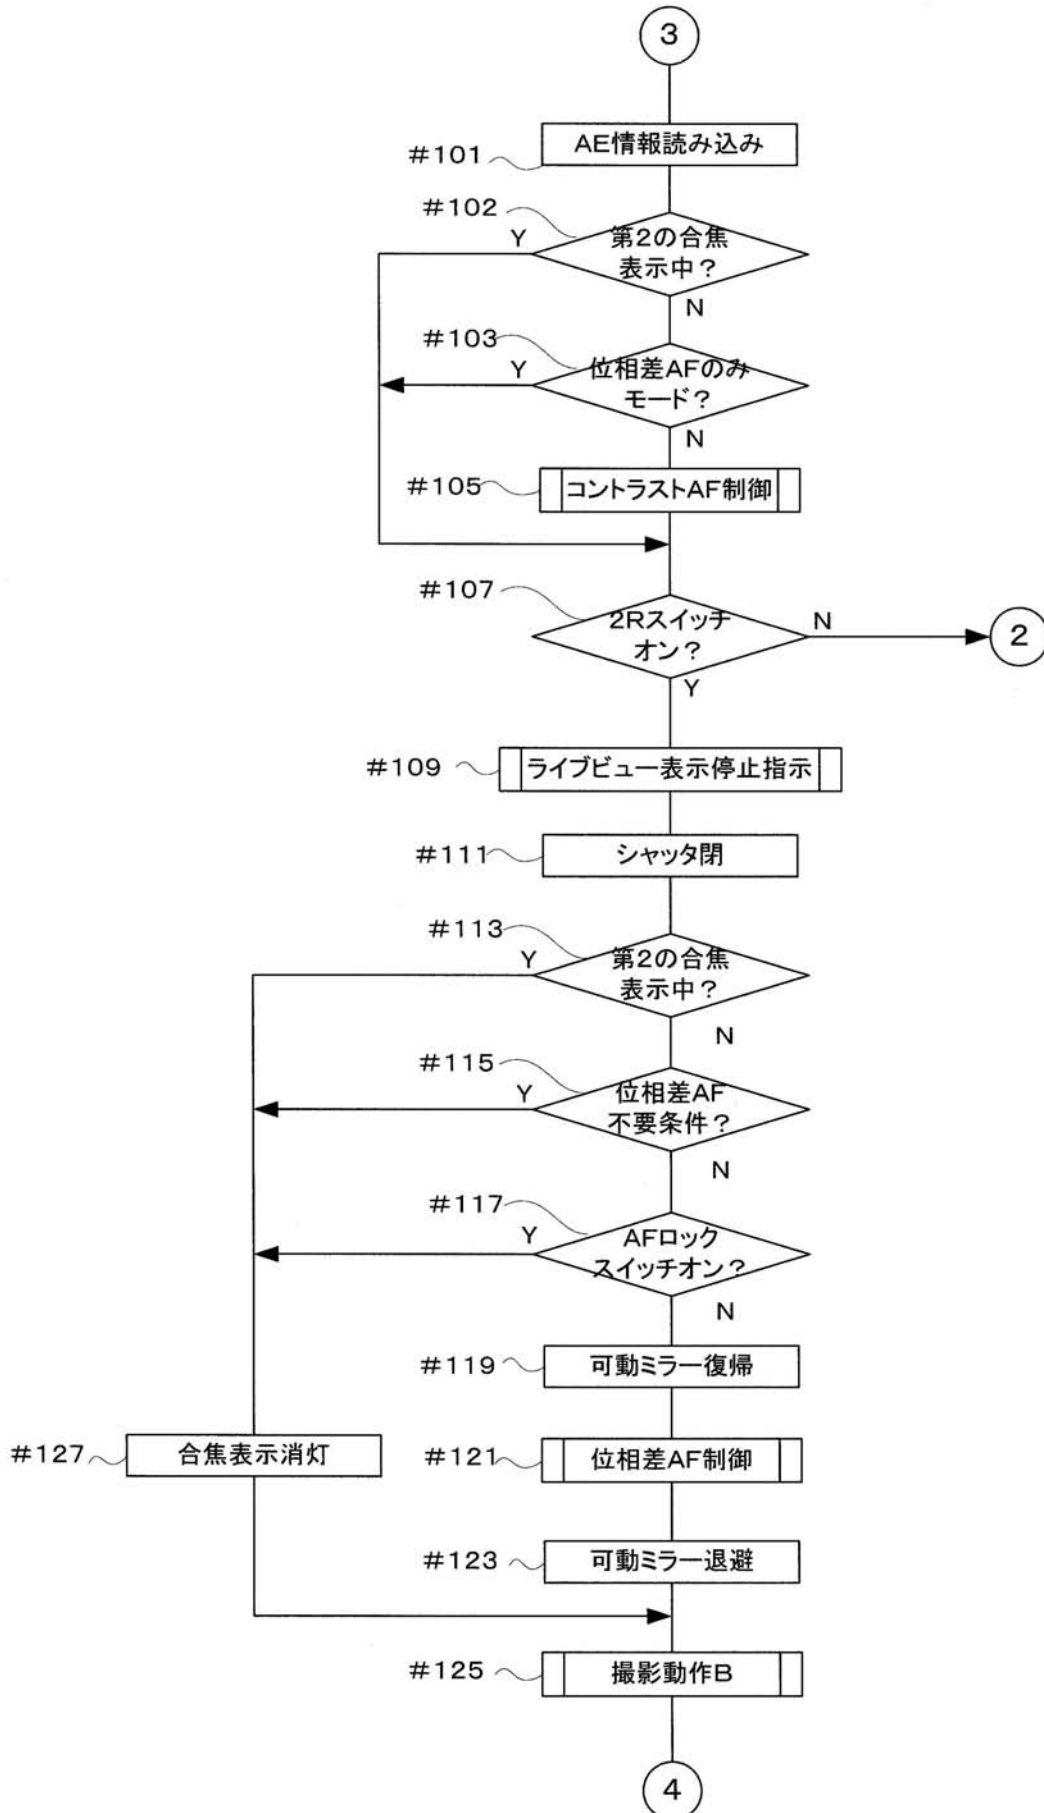 3
AE情報読み込み
#101
#102
Y
第2の合焦
表示中?
N
#103
Y
位相差AFのみ
モード?
N
#105
コントラストAF制御
#107
2Rスイッチ
オン?
N
2
Y
#109
ライブビュー表示停止指示
#111
シャッタ閉
#113
Y
第2の合焦
表示中?
N
#115
Y
位相差AF
不要条件?
N
#117
Y
AFロック
スイッチオン?
N
#119
可動ミラー復帰
#127
合焦表示消灯
#121
位相差AF制御
#123
可動ミラー退避
#125
撮影動作B
4